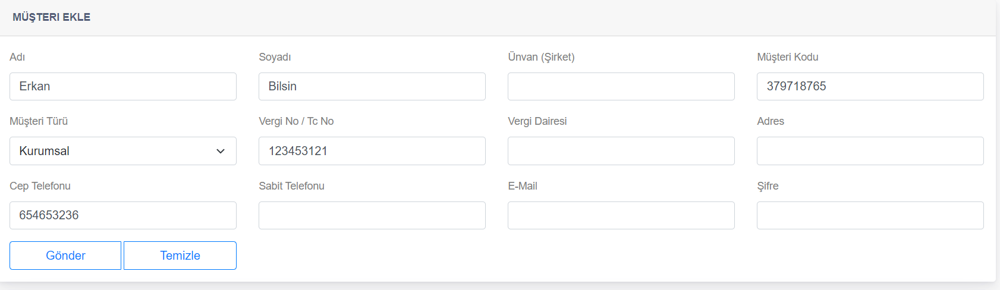 MÜŞTERI EKLE
Adı Soyadı Ünvan (Şirket) Müşteri Kodu
Erkan Bilsin 379718765
Müşteri Türü Vergi No / Tc No Vergi Dairesi Adres
Kurumsal 123453121
Cep Telefonu Sabit Telefonu E-Mail Şifre
654653236
Gönder Temizle